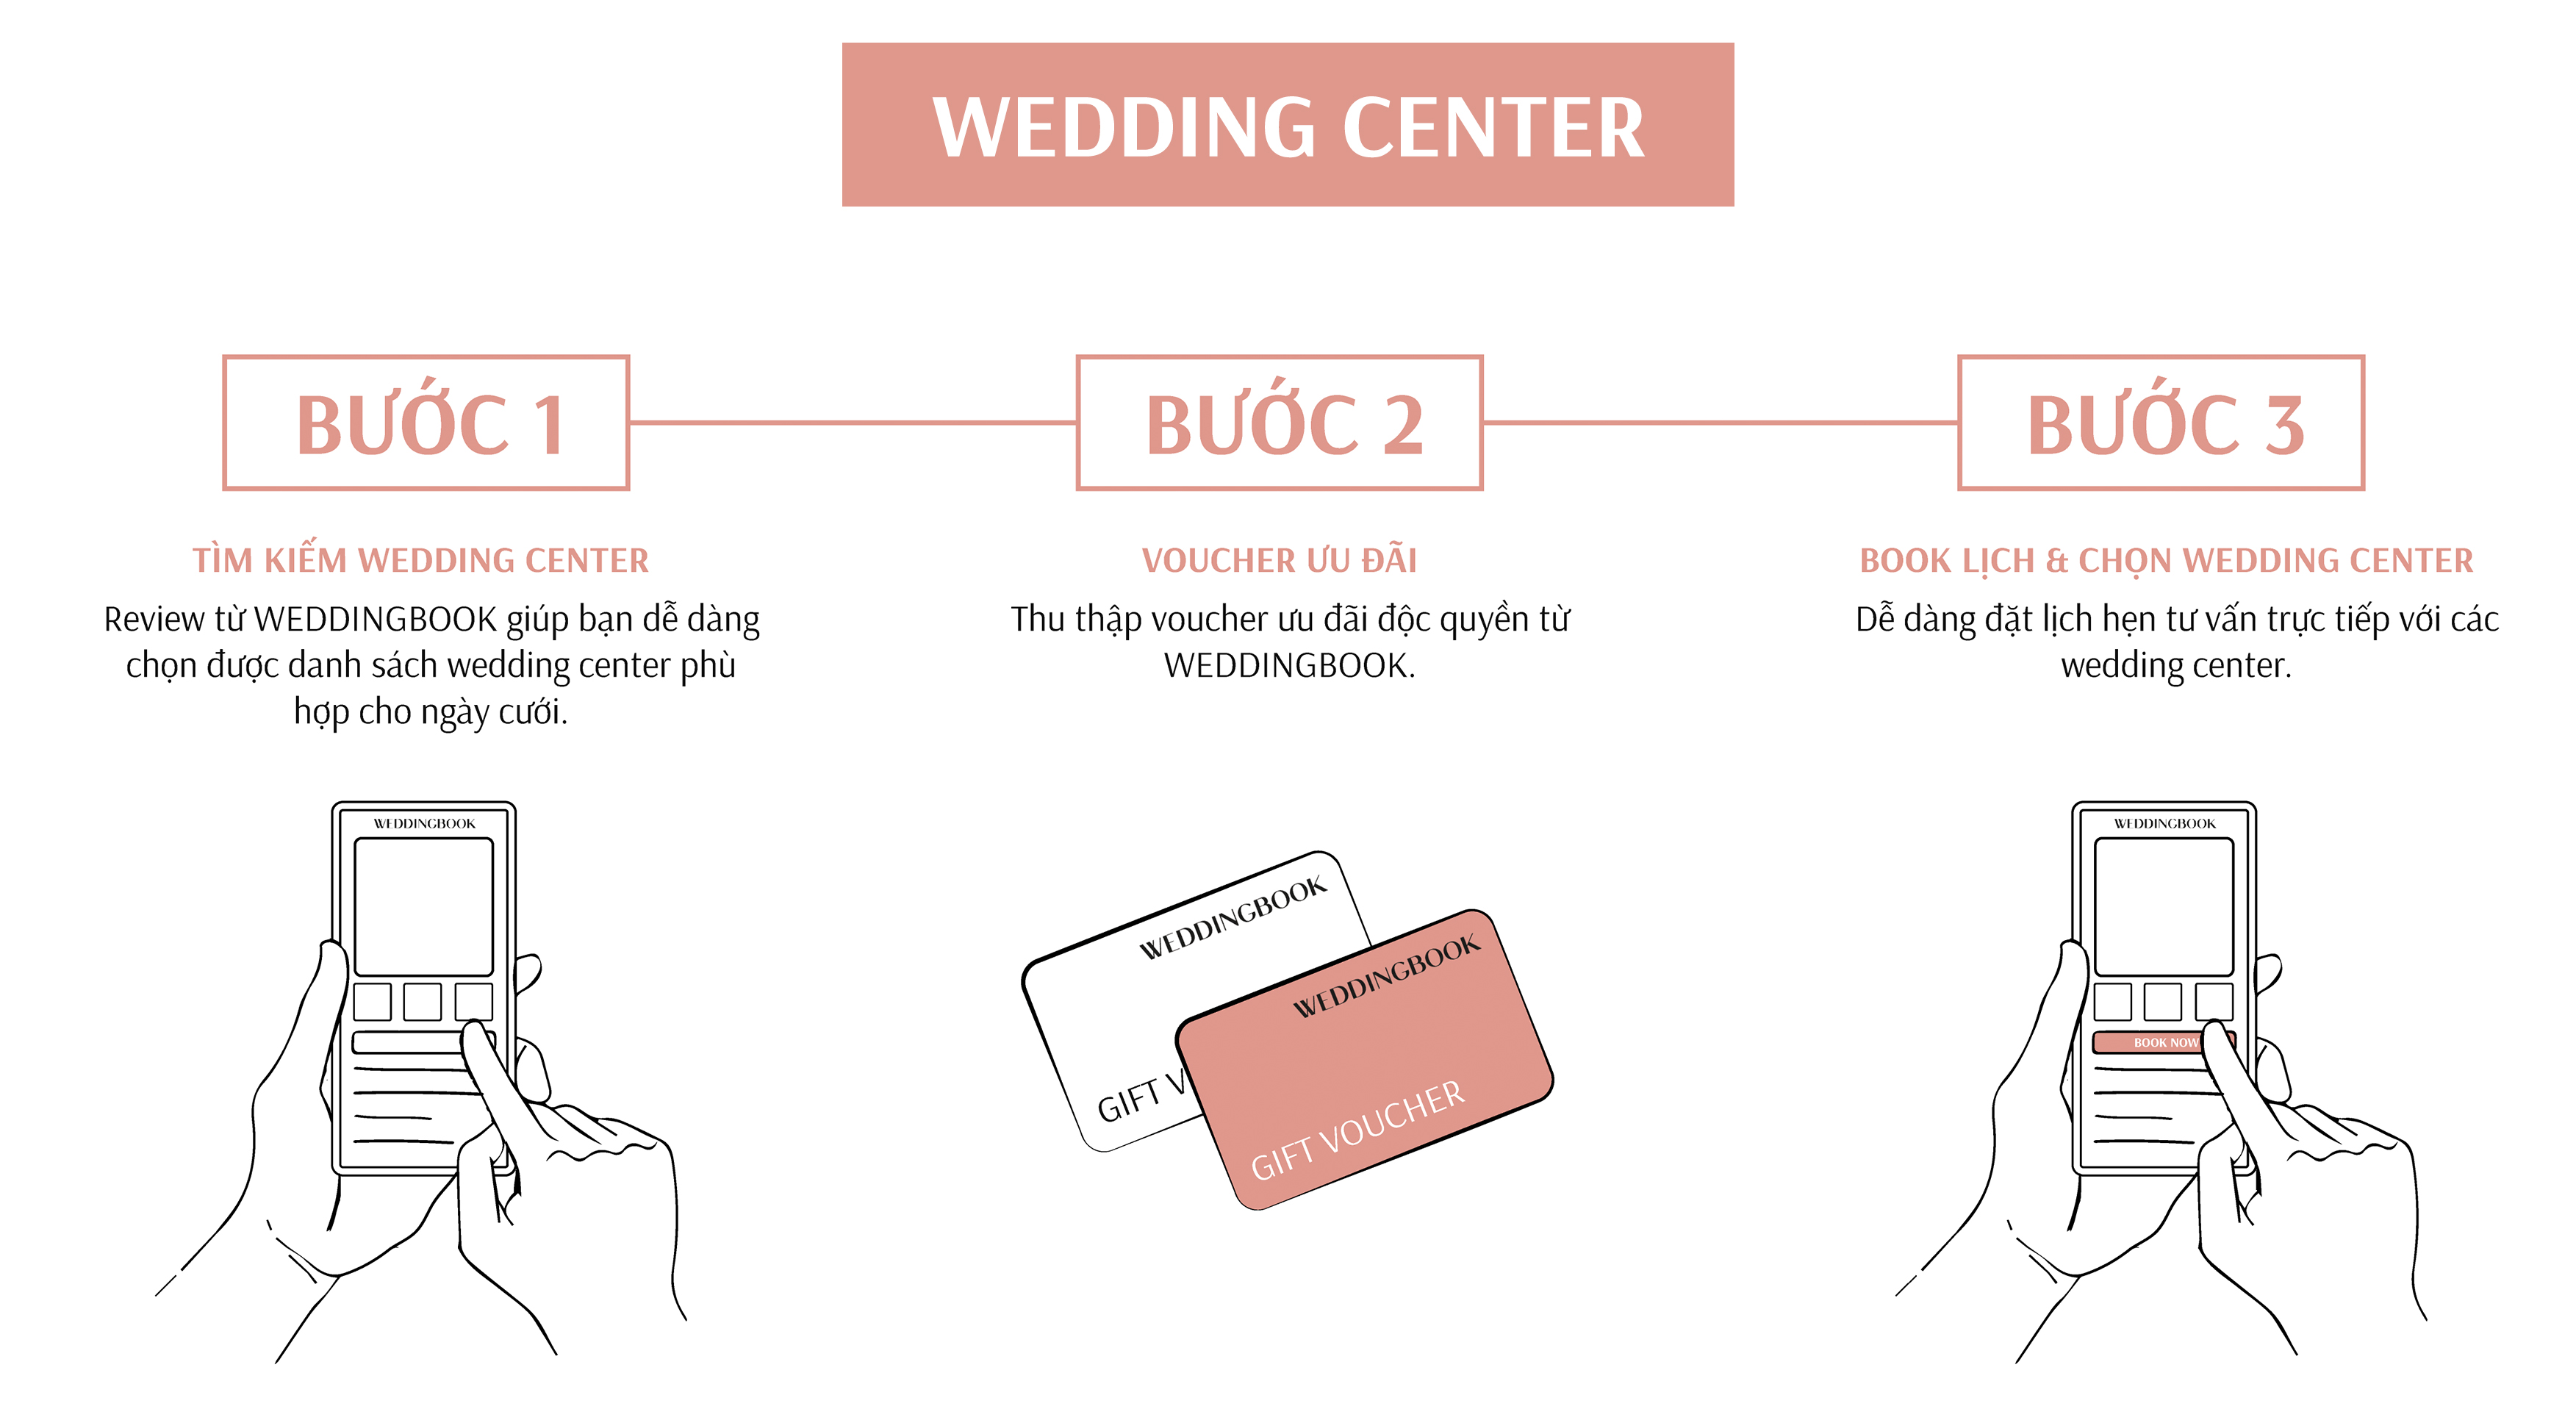 WEDDING CENTER
BƯỚC 1
BƯỚC 2
BƯỚC 3
TÌM KIẾM WEDDING CENTER
Review từ WEDDINGBOOK giúp bạn dễ dàng
chọn được danh sách wedding center phù
hợp cho ngày cưới.
VOUCHER ƯU ĐÃI
Thu thập voucher ưu đãi độc quyền từ
WEDDINGBOOK.
BOOK LỊCH & CHỌN WEDDING CENTER
Dễ dàng đặt lịch hẹn tư vấn trực tiếp với các
wedding center.
WEDDINGBOOK
WEDDINGBOOK
GIFT V
WEDDINGBOOK
GIFT VOUCHER
WEDDINGBOOK
BOOK NOW